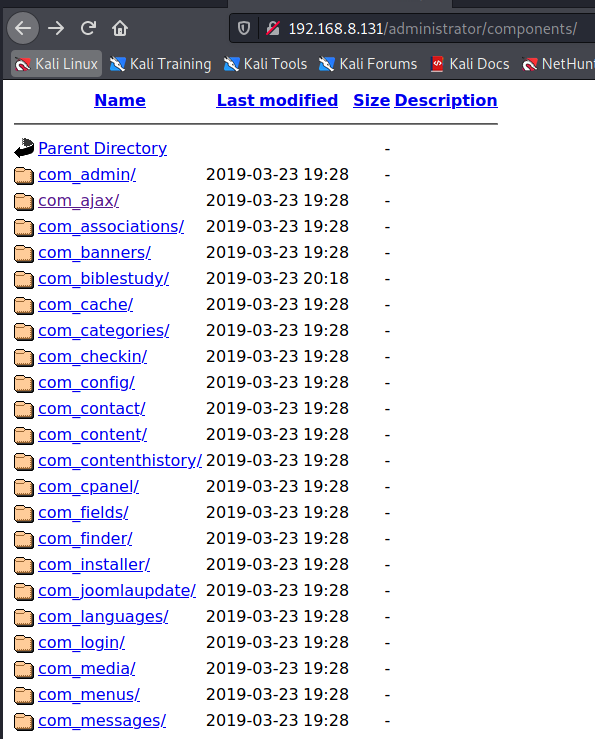 192.168.8.131/administrator/components/
Kali Linux Kali Training Kali Tools Kali Forums Kali Docs NetHunt
Name Last modified Size Description
Parent Directory -
com_admin/ 2019-03-23 19:28 -
com_ajax/ 2019-03-23 19:28 -
com_associations/ 2019-03-23 19:28 -
com_banners/ 2019-03-23 19:28 -
com_biblestudy/ 2019-03-23 20:18 -
com_cache/ 2019-03-23 19:28 -
com_categories/ 2019-03-23 19:28 -
com_checkin/ 2019-03-23 19:28 -
com_config/ 2019-03-23 19:28 -
com_contact/ 2019-03-23 19:28 -
com_content/ 2019-03-23 19:28 -
com_contenthistory/ 2019-03-23 19:28 -
com_cpanel/ 2019-03-23 19:28 -
com_fields/ 2019-03-23 19:28 -
com_finder/ 2019-03-23 19:28 -
com_installer/ 2019-03-23 19:28 -
com_joomlaupdate/ 2019-03-23 19:28 -
com_languages/ 2019-03-23 19:28 -
com_login/ 2019-03-23 19:28 -
com_media/ 2019-03-23 19:28 -
com_menus/ 2019-03-23 19:28 -
com_messages/ 2019-03-23 19:28 -